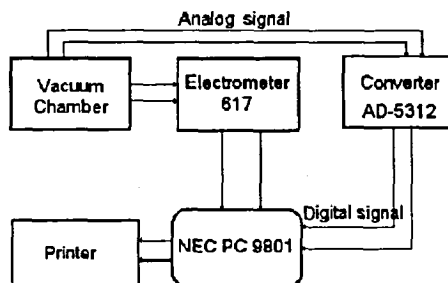 Analog signal
Vacuum
Chamber
Electrometer
617
Converter
AD-5312
Digital signal
Printer
NEC PC 9801